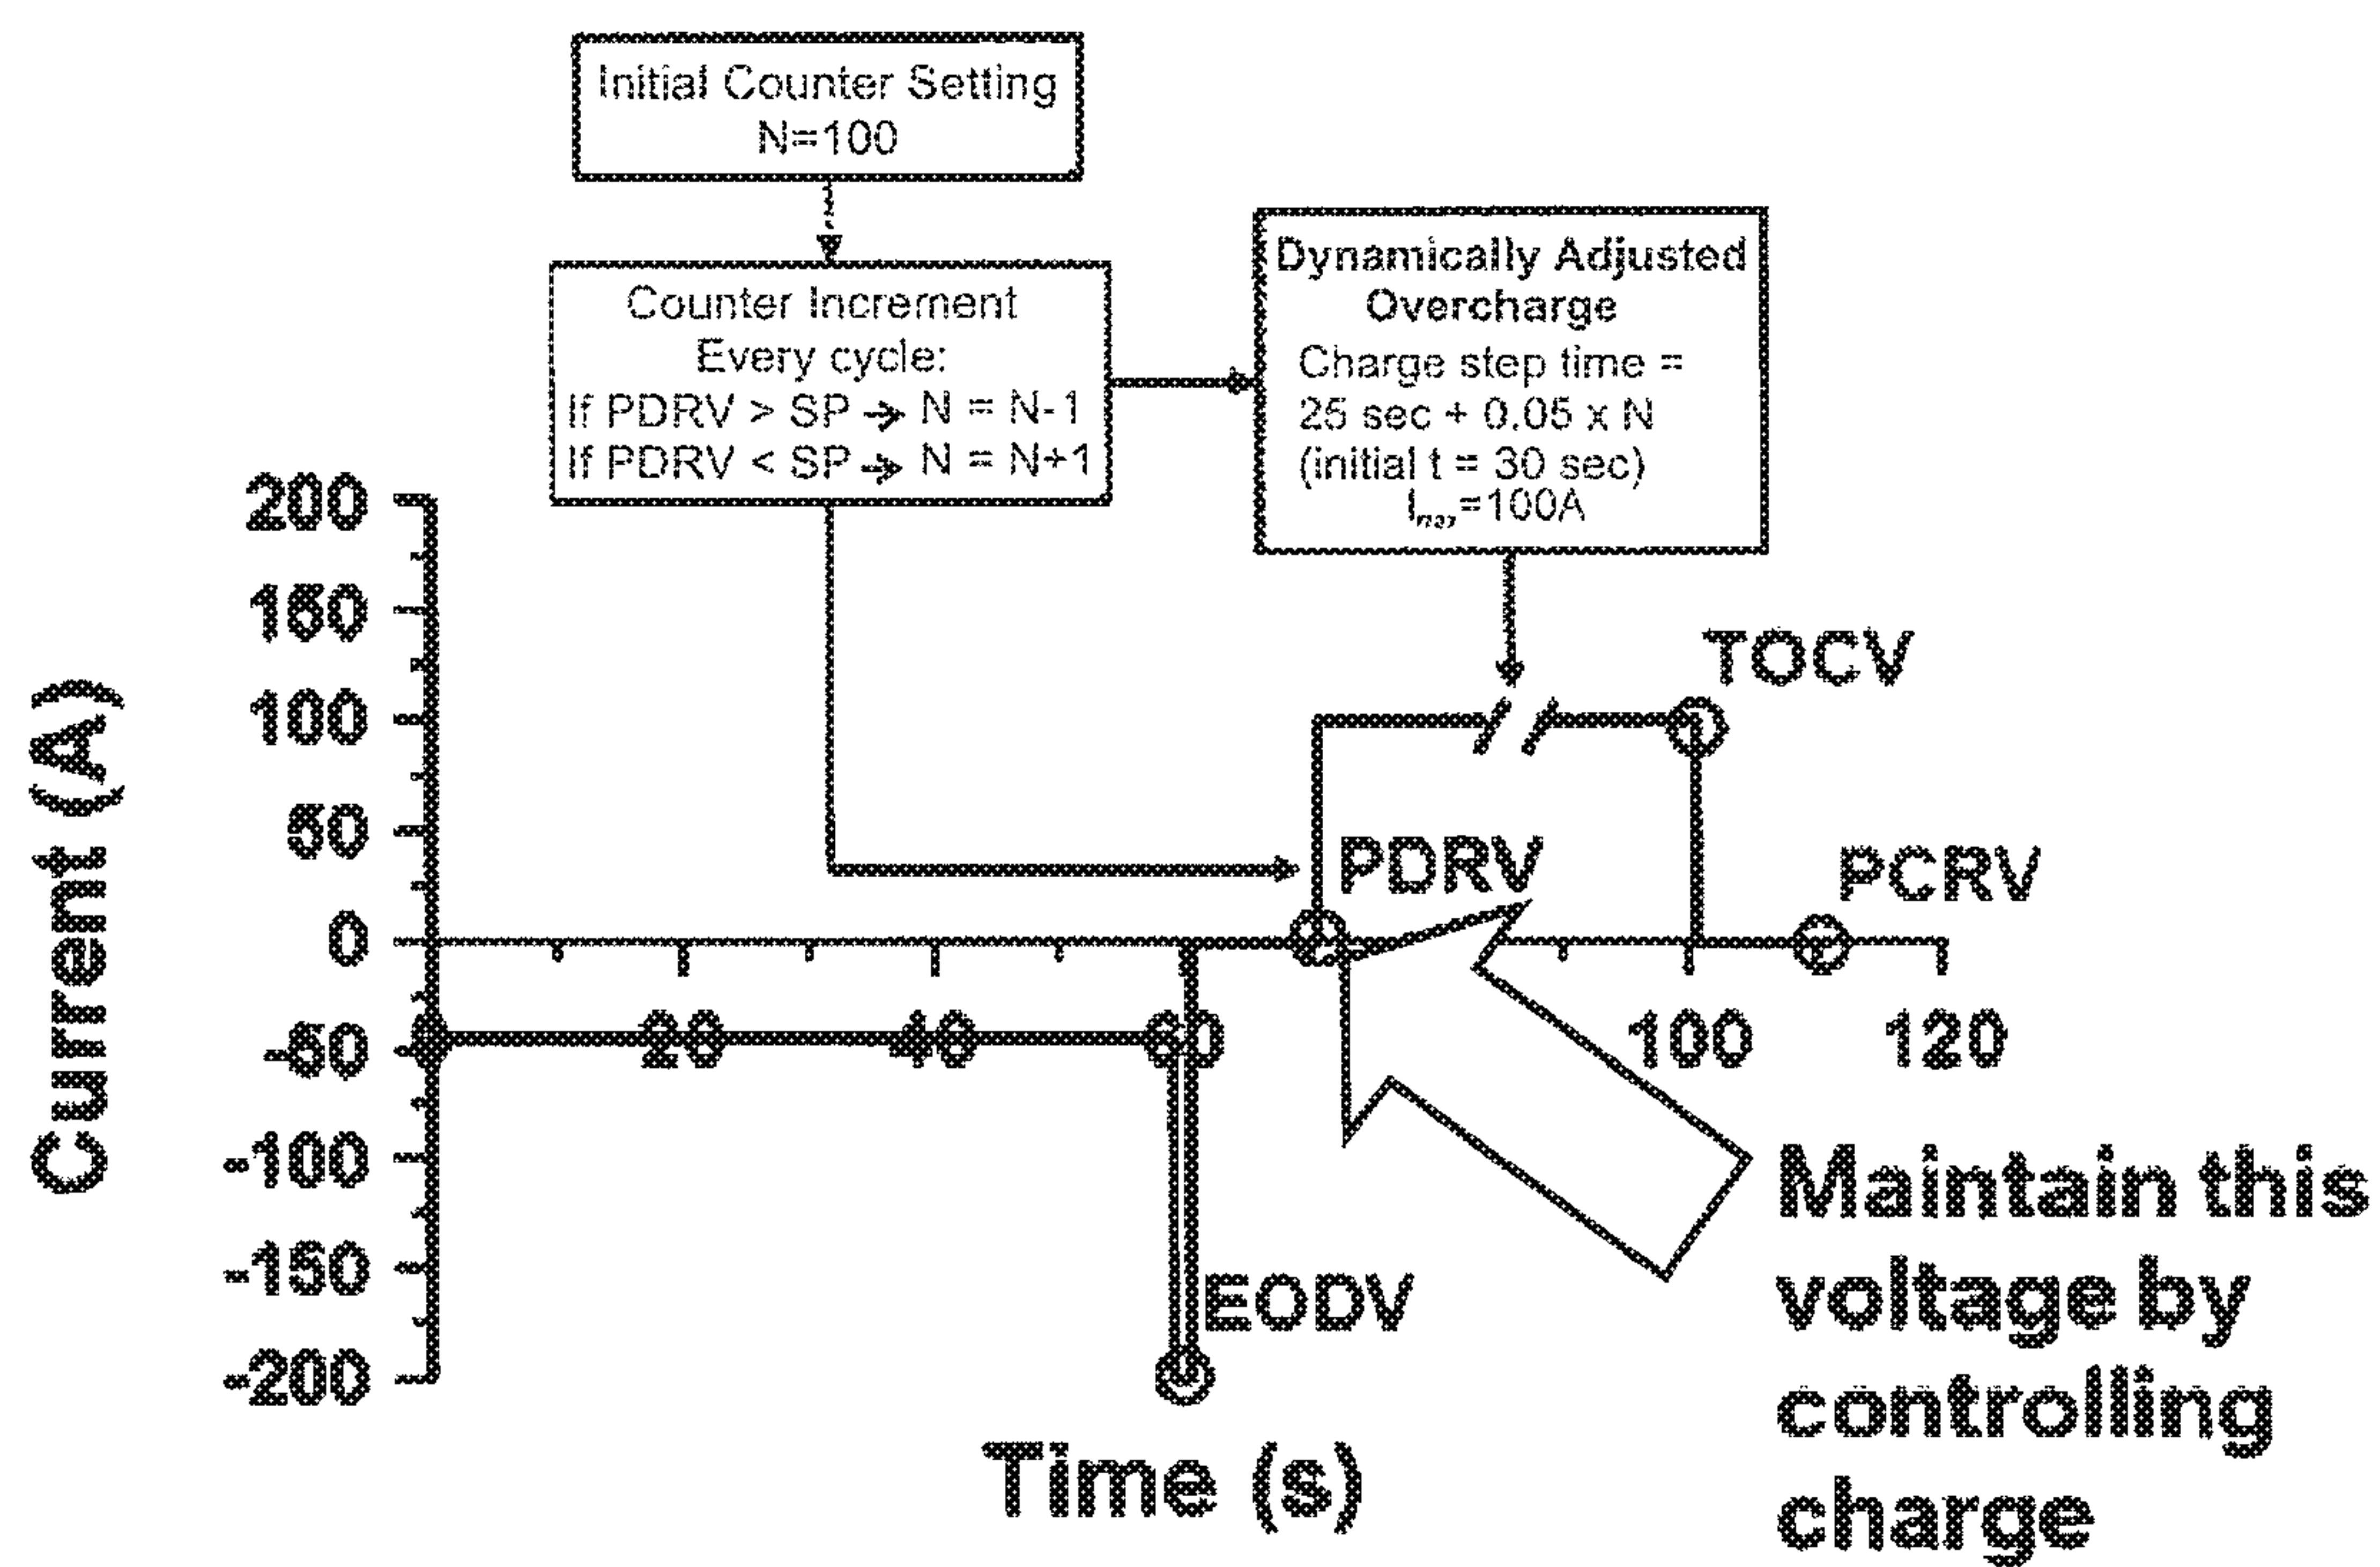 Initial Counter Setting
N=100
Counter Increment
Every cycle:
If PDRV > SP → N = N-1
If PDRV < SP → N = N+1
Dynamically Adjusted
Overcharge
Charge step time =
25 sec + 0.05 x N
(initial t = 30 sec)
Imax=100A
Current (A)
200
150
100
50
0
-50
-100
-150
-200
0
20
40
60
100
120
TOCV
PDRV
PCRV
EODV
Time (s)
Maintain this
voltage by
controlling
charge